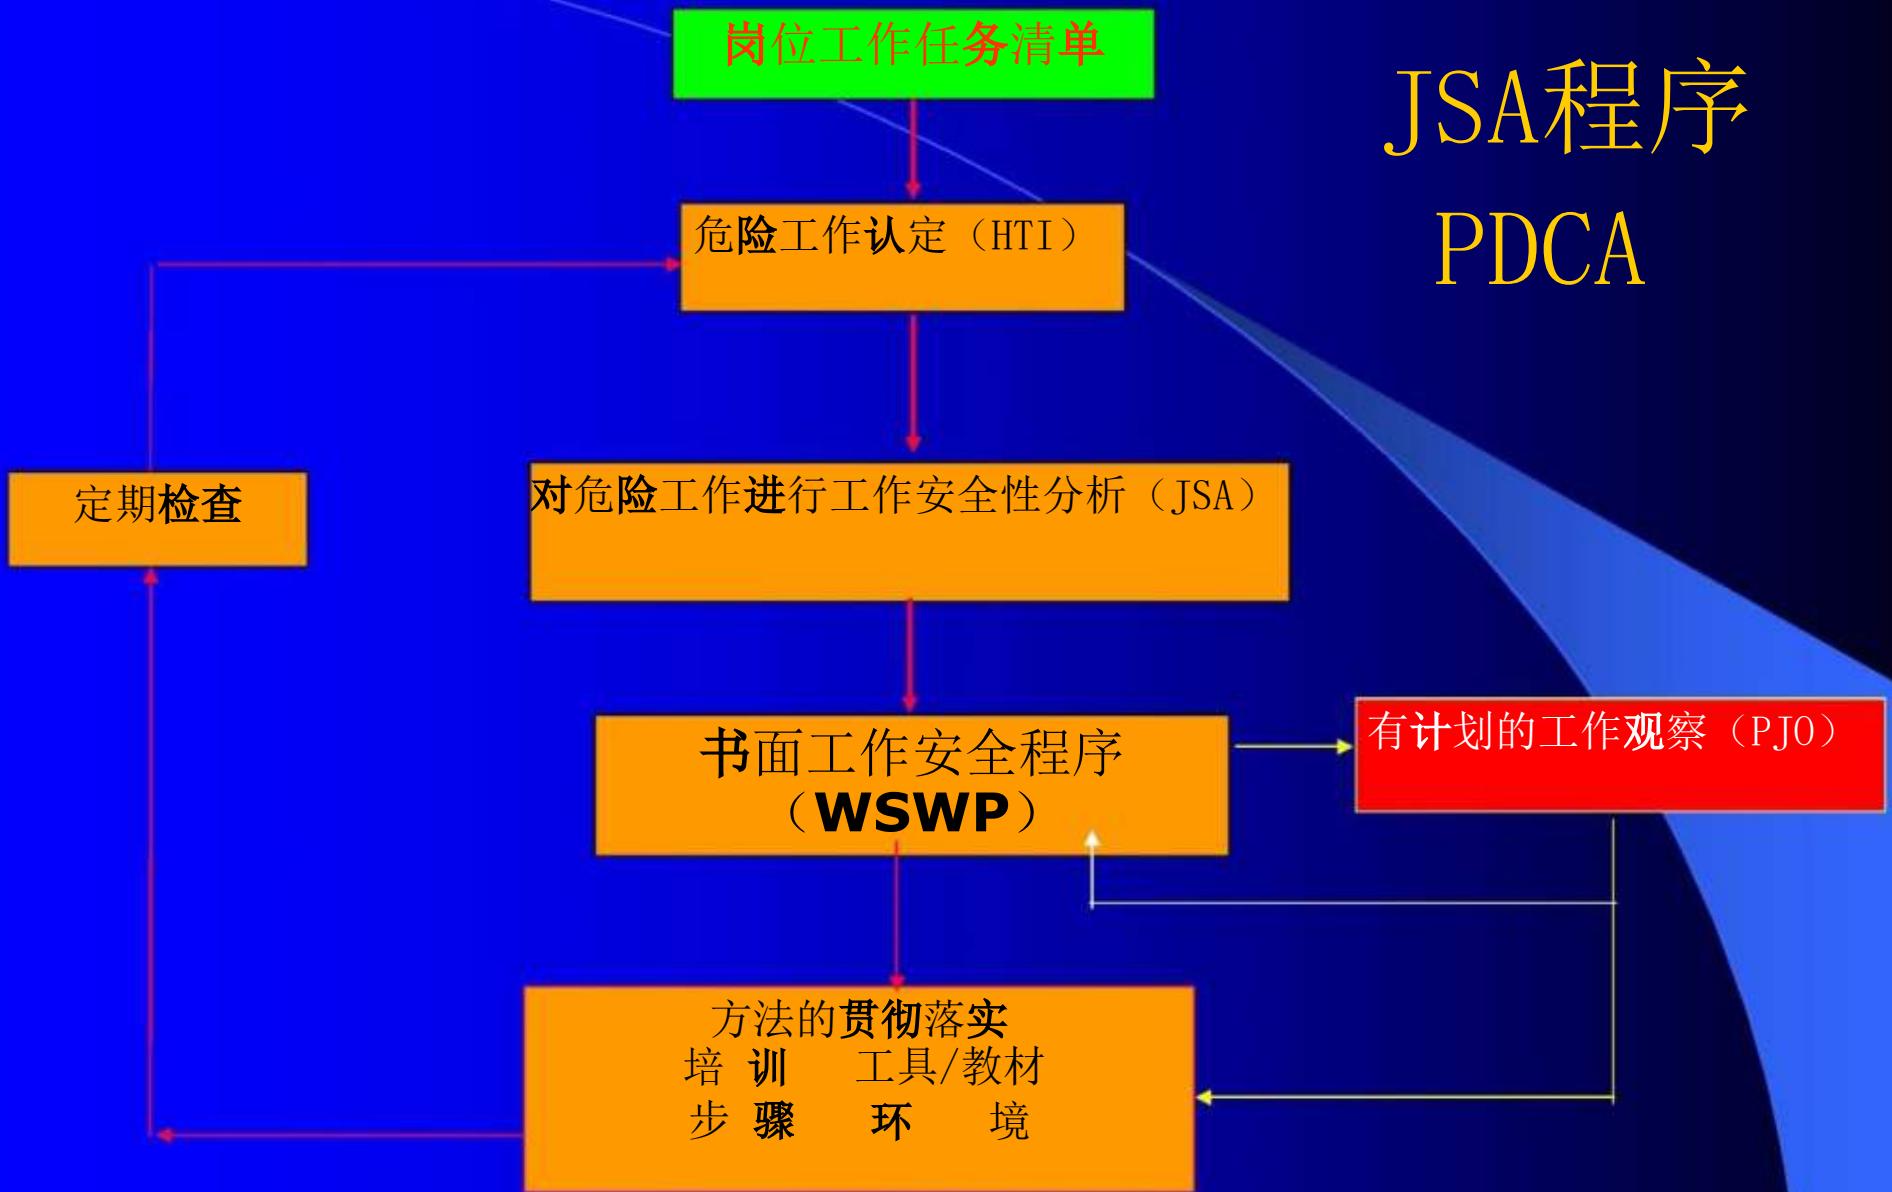 岗位工作任务清单
JSA程序
PDCA
危险工作认定（HTI）
定期检查
对危险工作进行工作安全性分析（JSA）
书面工作安全程序
（WSWP）
有计划的工作观察（PJO）
方法的贯彻落实
培 训 工具/教材
步 骤 环 境